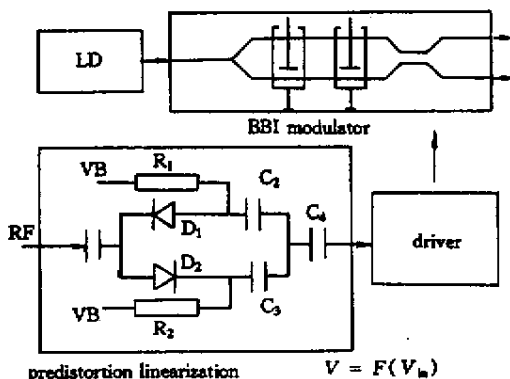 LD
BBI modulator
VB
R₁
C₂
D₁
C₄
RF
driver
D₂
VB
C₃
R₂
predistortion linearization
V = F(Vᵢₙ)